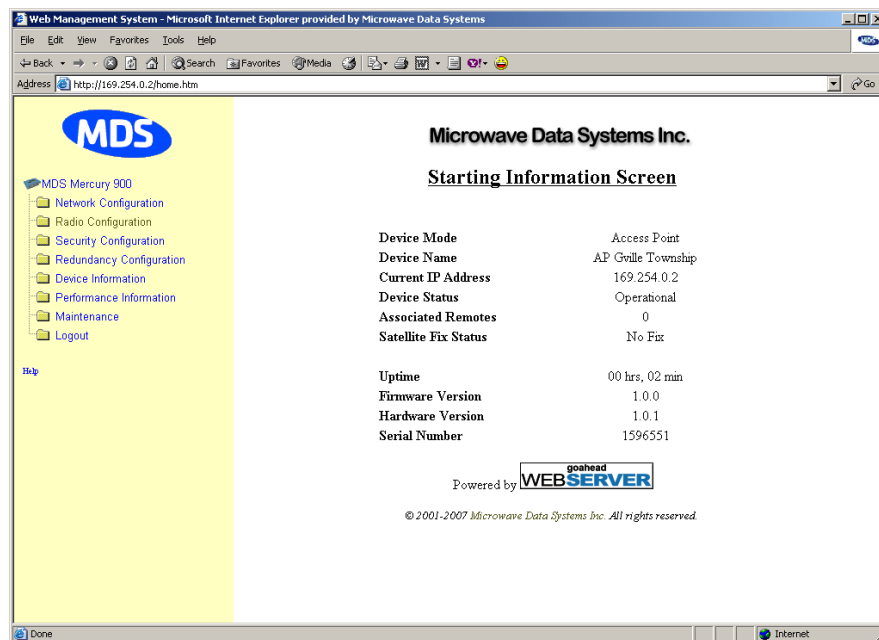 Web Management System - Microsoft Internet Explorer provided by Microwave Data Systems
File Edit View Favorites Tools Help
MDS
Back Search Favorites Media
Address http://169.254.0.2/home.htm Go
MDS
MDS Mercury 900
Network Configuration
Radio Configuration
Security Configuration
Redundancy Configuration
Device Information
Performance Information
Maintenance
Logout
Help
Microwave Data Systems Inc.
Starting Information Screen
Device Mode Access Point
Device Name AP Gville Township
Current IP Address 169.254.0.2
Device Status Operational
Associated Remotes 0
Satellite Fix Status No Fix
Uptime 00 hrs, 02 min
Firmware Version 1.0.0
Hardware Version 1.0.1
Serial Number 1596551
Powered by goahead WEBSERVER
© 2001-2007 Microwave Data Systems Inc. All rights reserved.
Done Internet